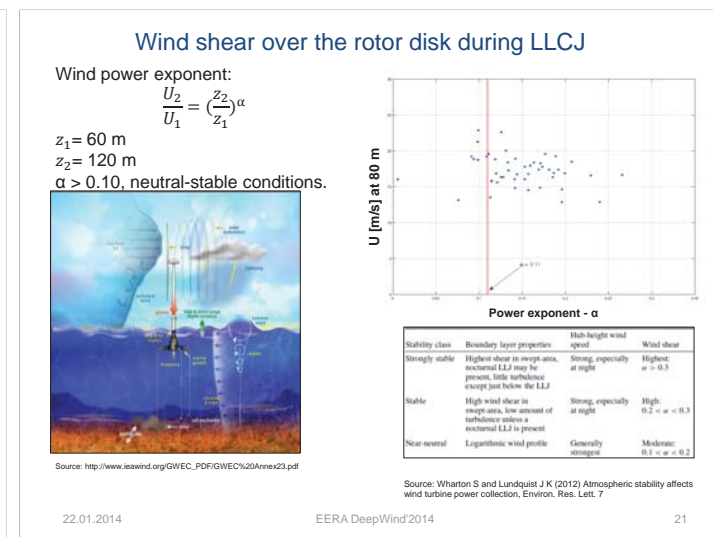 Wind shear over the rotor disk during LLCJ
Wind power exponent:
U₂/U₁ = (z₂/z₁)^α
z₁= 60 m
z₂= 120 m
α > 0.10, neutral-stable conditions.
Source: http://www.ieawind.org/GWEC_PDF/GWEC%20Annex23.pdf
U [m/s] at 80 m
Power exponent - α
Stability class Boundary layer properties Hub-height wind speed Wind shear
Strongly stable Highest shear in swept-area, Strong, especially Highest:
nocturnal LLJ may be at night α > 0.3
present, little turbulence
except just below the LLJ
Stable High wind shear in Strong, especially High:
swept-area, low amount of at night 0.2 < α < 0.3
turbulence unless a
nocturnal LLJ is present
Near-neutral Logarithmic wind profile Generally Moderate:
strongest 0.1 < α < 0.2
Source: Wharton S and Lundquist J K (2012) Atmospheric stability affects
wind turbine power collection, Environ. Res. Lett. 7
22.01.2014 EERA DeepWind'2014 21